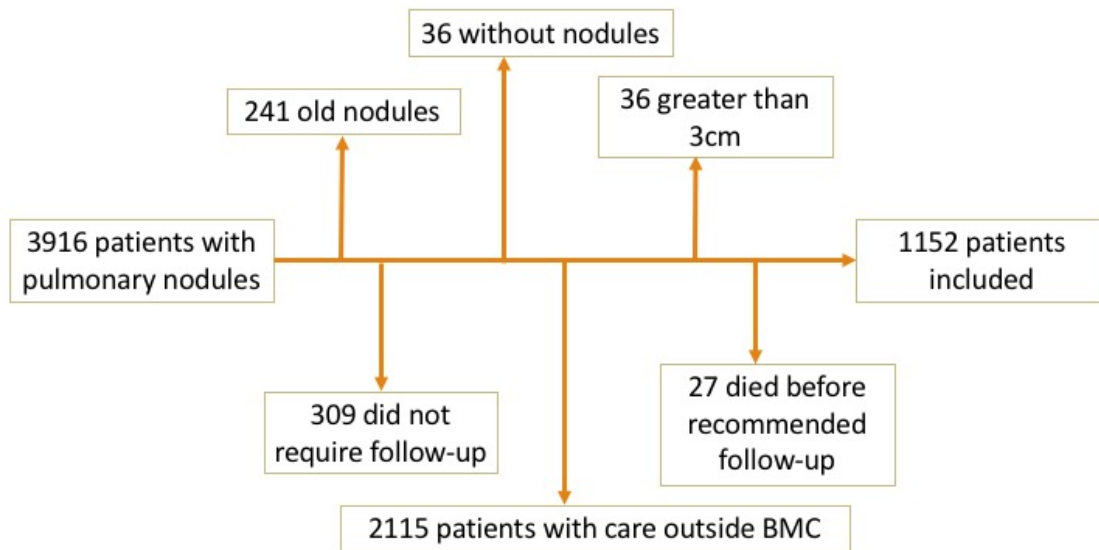 36 without nodules
241 old nodules
36 greater than
3cm
3916 patients with
pulmonary nodules
1152 patients
included
309 did not
require follow-up
27 died before
recommended
follow-up
2115 patients with care outside BMC